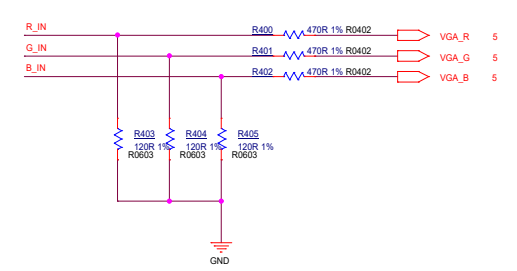 R_IN R400 470R 1% R0402 VGA_R 5
G_IN R401 470R 1% R0402 VGA_G 5
B_IN R402 470R 1% R0402 VGA_B 5
R403 R404 R405
120R 1% 120R 1% 120R 1%
R0603 R0603 R0603
GND